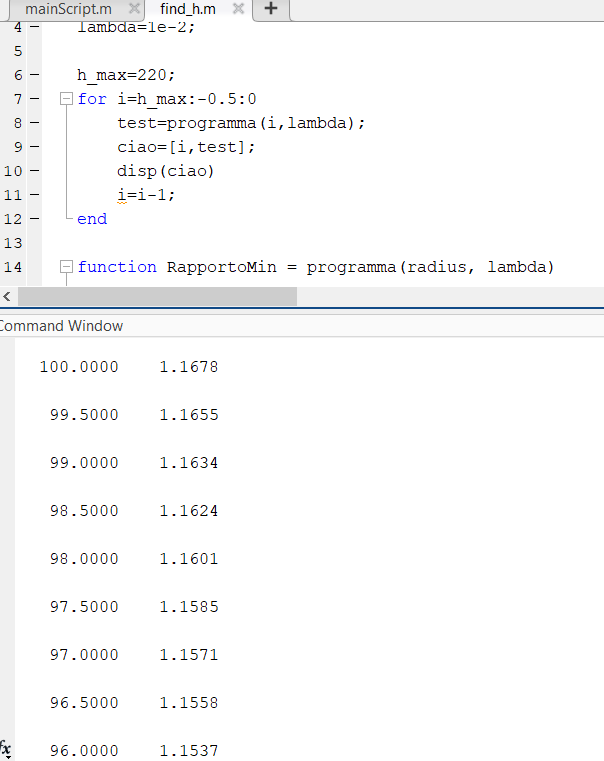 mainScript.m × find_h.m × +
4 – lambda=1e-2;
5
6 – h_max=220;
7 – for i=h_max:-0.5:0
8 – test=programma(i,lambda);
9 – ciao=[i,test];
10 – disp(ciao)
11 – i=i-1;
12 – end
13
14 function RapportoMin = programma(radius, lambda)
Command Window
100.0000 1.1678
99.5000 1.1655
99.0000 1.1634
98.5000 1.1624
98.0000 1.1601
97.5000 1.1585
97.0000 1.1571
96.5000 1.1558
fx 96.0000 1.1537